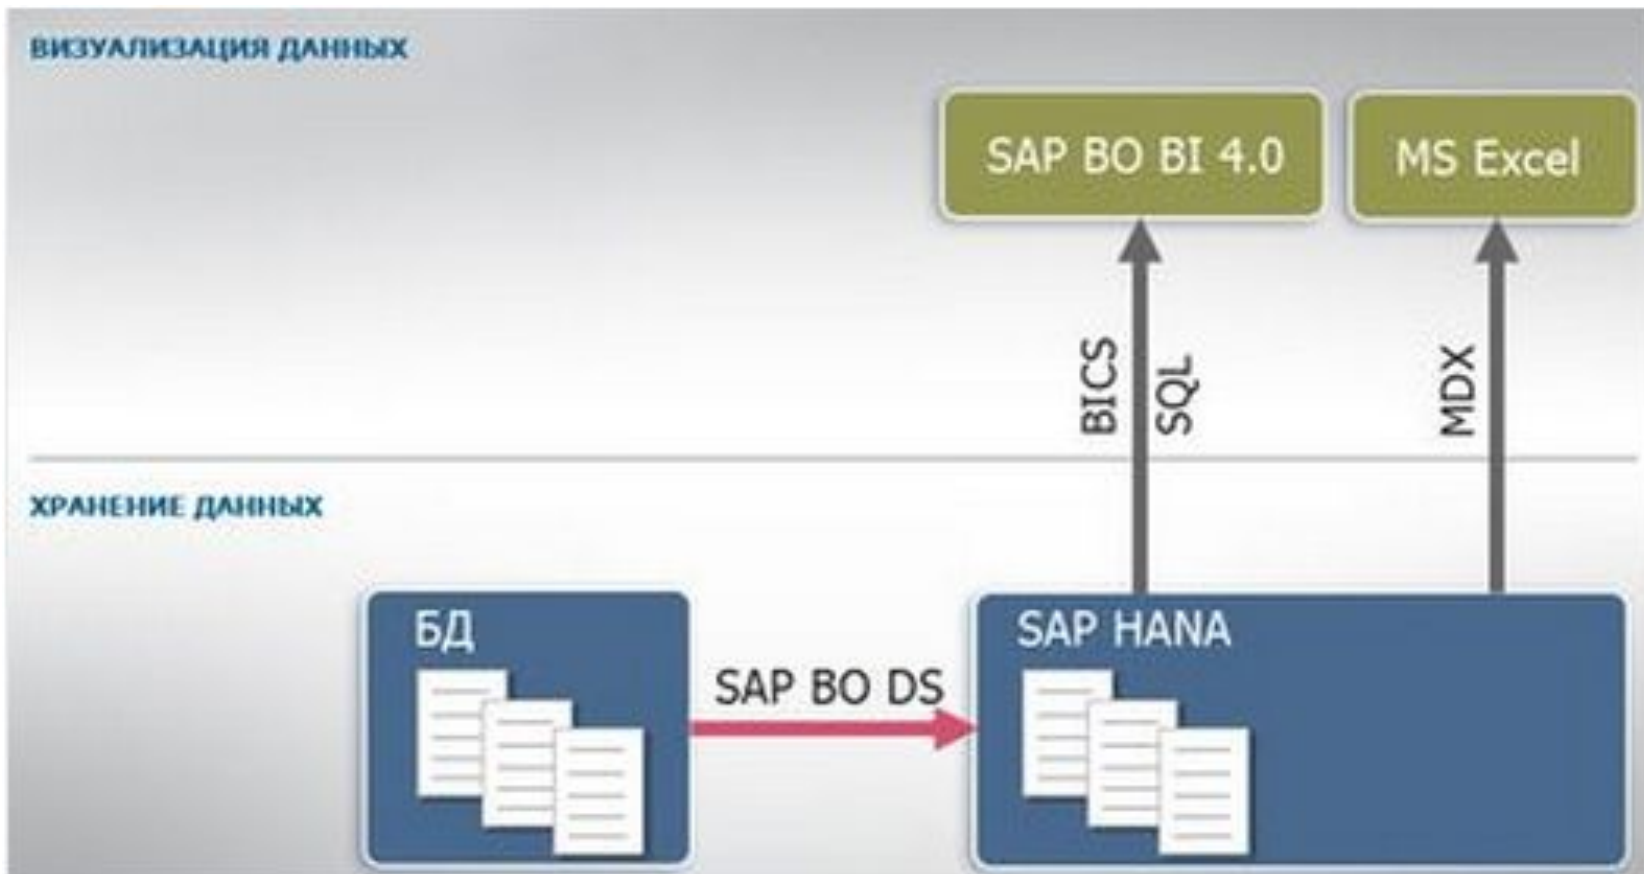 ВИЗУАЛИЗАЦИЯ ДАННЫХ
SAP BO BI 4.0
MS Excel
BICS
SQL
MDX
ХРАНЕНИЕ ДАННЫХ
БД
SAP BO DS
SAP HANA